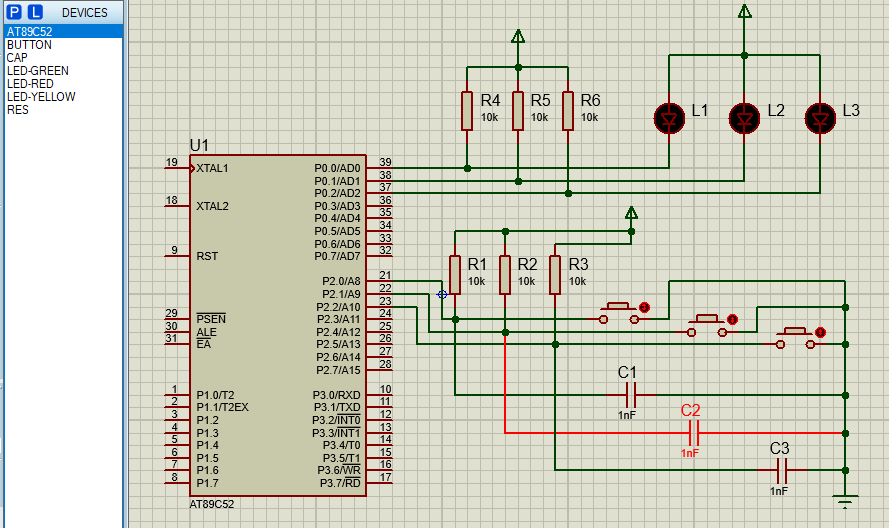 P L DEVICES
AT89C52
BUTTON
CAP
LED-GREEN
LED-RED
LED-YELLOW
RES
R4 10k
R5 10k
R6 10k
L1
L2
L3
U1
19 XTAL1
18 XTAL2
9 RST
29 PSEN
30 ALE
31 EA
1 P1.0/T2
2 P1.1/T2EX
3 P1.2
4 P1.3
5 P1.4
6 P1.5
7 P1.6
8 P1.7
P0.0/AD0 39
P0.1/AD1 38
P0.2/AD2 37
P0.3/AD3 36
P0.4/AD4 35
P0.5/AD5 34
P0.6/AD6 33
P0.7/AD7 32
P2.0/A8 21
P2.1/A9 22
P2.2/A10 23
P2.3/A11 24
P2.4/A12 25
P2.5/A13 26
P2.6/A14 27
P2.7/A15 28
P3.0/RXD 10
P3.1/TXD 11
P3.2/INT0 12
P3.3/INT1 13
P3.4/T0 14
P3.5/T1 15
P3.6/WR 16
P3.7/RD 17
AT89C52
R1 10k
R2 10k
R3 10k
C1
1nF
C2
1nF
C3
1nF